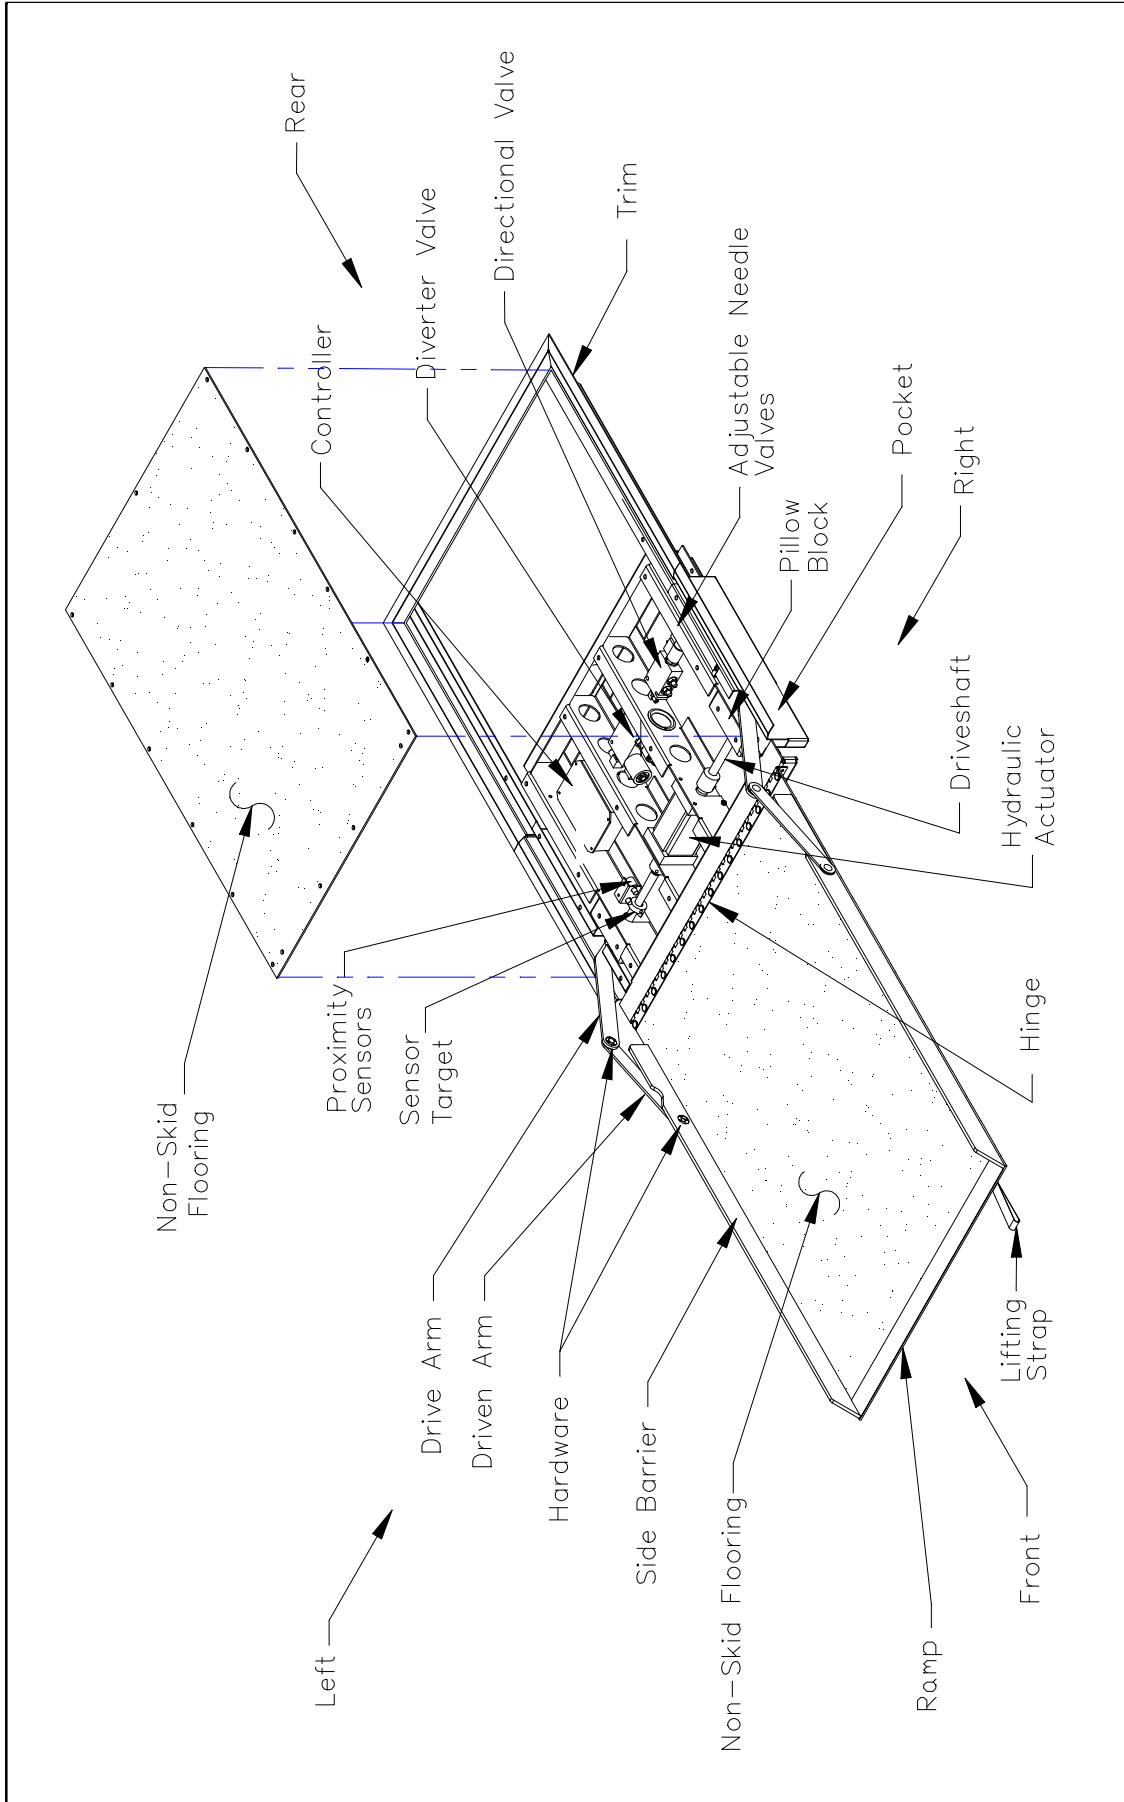 Rear
Directional Valve
Diverter Valve
Controller
Trim
Adjustable Needle
Valves
Pocket
Pillow
Block
Right
Driveshaft
Hydraulic
Actuator
Hinge
Non-Skid
Flooring
Proximity
Sensors
Sensor
Target
Drive Arm
Driven Arm
Hardware
Side Barrier
Non-Skid Flooring
Left
Ramp
Front
Lifting
Strap